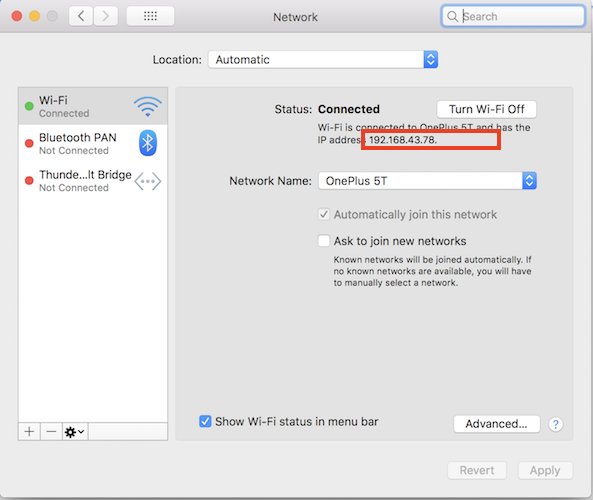 Network
Search
Location: Automatic
Wi-Fi
Connected
Bluetooth PAN
Not Connected
Thunde...lt Bridge
Not Connected
Status: Connected
Turn Wi-Fi Off
Wi-Fi is connected to OnePlus 5T and has the
IP address 192.168.43.78.
Network Name: OnePlus 5T
Automatically join this network
Ask to join new networks
Known networks will be joined automatically. If
no known networks are available, you will have
to manually select a network.
Show Wi-Fi status in menu bar
Advanced...
?
Revert
Apply